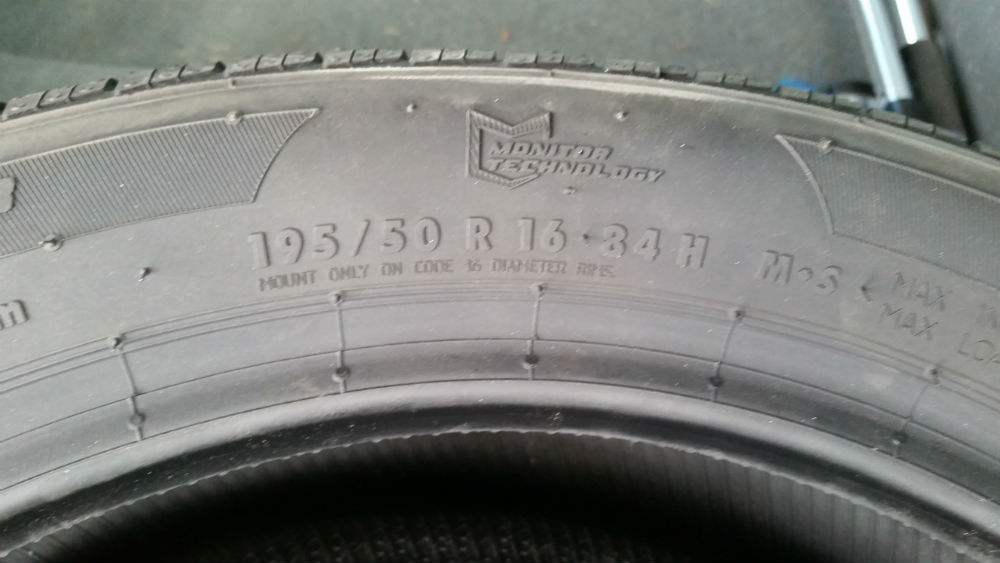 MONITOR
TECHNOLOGY
195/50 R 16 · 84 H M·S
MOUNT ONLY ON CODE 16 DIAMETER RIMS.
MAX
MAX